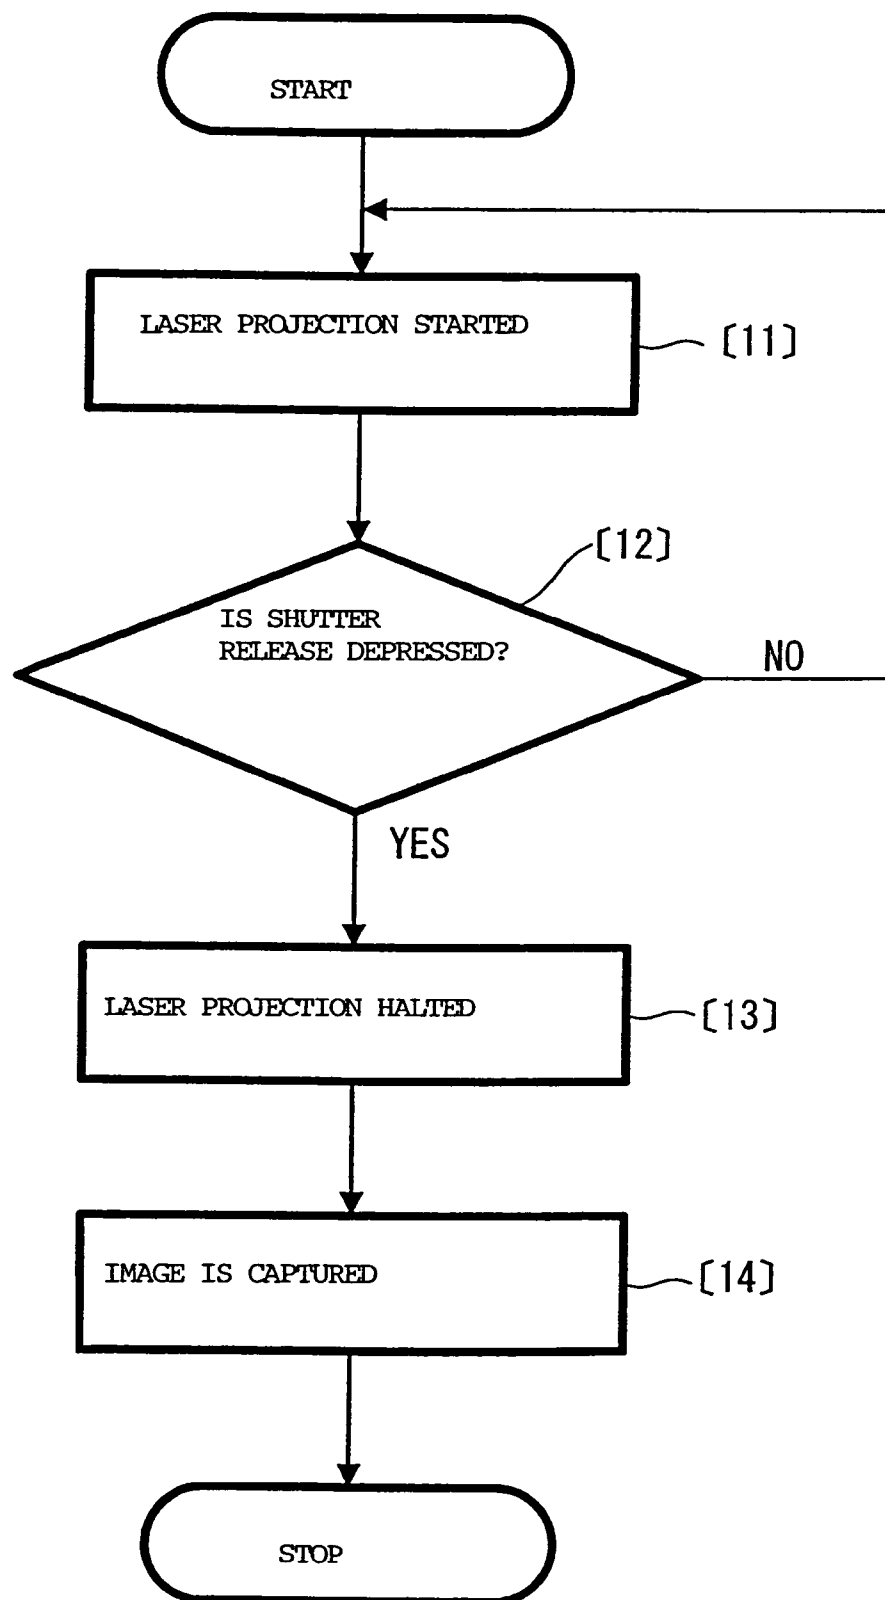 START
LASER PROJECTION STARTED
〔11〕
〔12〕
IS SHUTTER
RELEASE DEPRESSED?
NO
YES
LASER PROJECTION HALTED
〔13〕
IMAGE IS CAPTURED
〔14〕
STOP